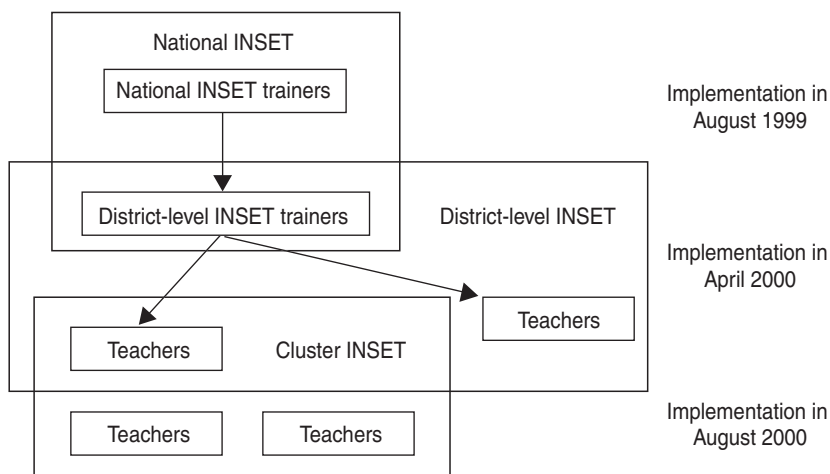 National INSET
National INSET trainers
Implementation in
August 1999
District-level INSET trainers
District-level INSET
Implementation in
April 2000
Teachers
Teachers
Cluster INSET
Teachers
Teachers
Implementation in
August 2000